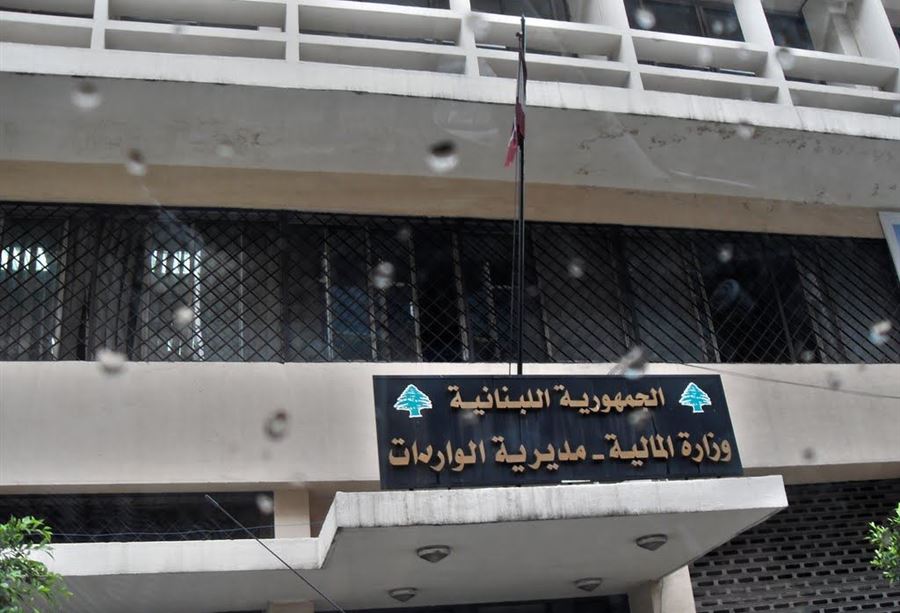 الجمهورية اللبنانية
وزارة المالية - مديرية الواردات